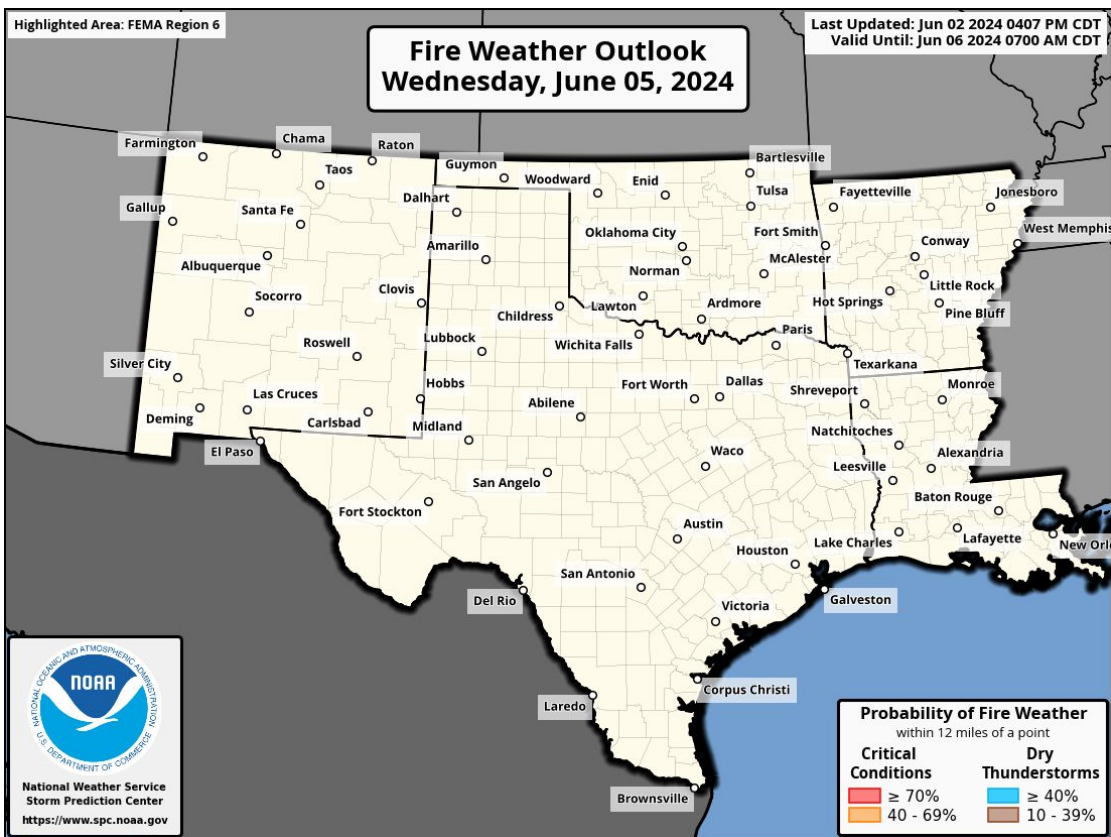 Highlighted Area: FEMA Region 6
Last Updated: Jun 02 2024 0407 PM CDT
Valid Until: Jun 06 2024 0700 AM CDT
Fire Weather Outlook
Wednesday, June 05, 2024
Farmington
Chama
Raton
Taos
Guymon
Woodward
Enid
Bartlesville
Tulsa
Fayetteville
Jonesboro
Gallup
Santa Fe
Dalhart
Oklahoma City
Fort Smith
Conway
West Memphis
Albuquerque
Amarillo
Norman
McAlester
Little Rock
Socorro
Clovis
Childress
Lawton
Ardmore
Hot Springs
Pine Bluff
Roswell
Lubbock
Wichita Falls
Paris
Texarkana
Silver City
Las Cruces
Hobbs
Fort Worth
Dallas
Shreveport
Monroe
Deming
Carlsbad
Midland
Abilene
Natchitoches
El Paso
San Angelo
Waco
Leesville
Alexandria
Fort Stockton
Austin
Baton Rouge
Houston
Lake Charles
Lafayette
New Orl
San Antonio
Del Rio
Victoria
Galveston
Laredo
Corpus Christi
Brownsville
NATIONAL OCEANIC AND ATMOSPHERIC ADMINISTRATION
NOAA
U.S. DEPARTMENT OF COMMERCE
National Weather Service
Storm Prediction Center
https://www.spc.noaa.gov
Probability of Fire Weather
within 12 miles of a point
Critical Conditions
≥ 70%
40 - 69%
Dry Thunderstorms
≥ 40%
10 - 39%